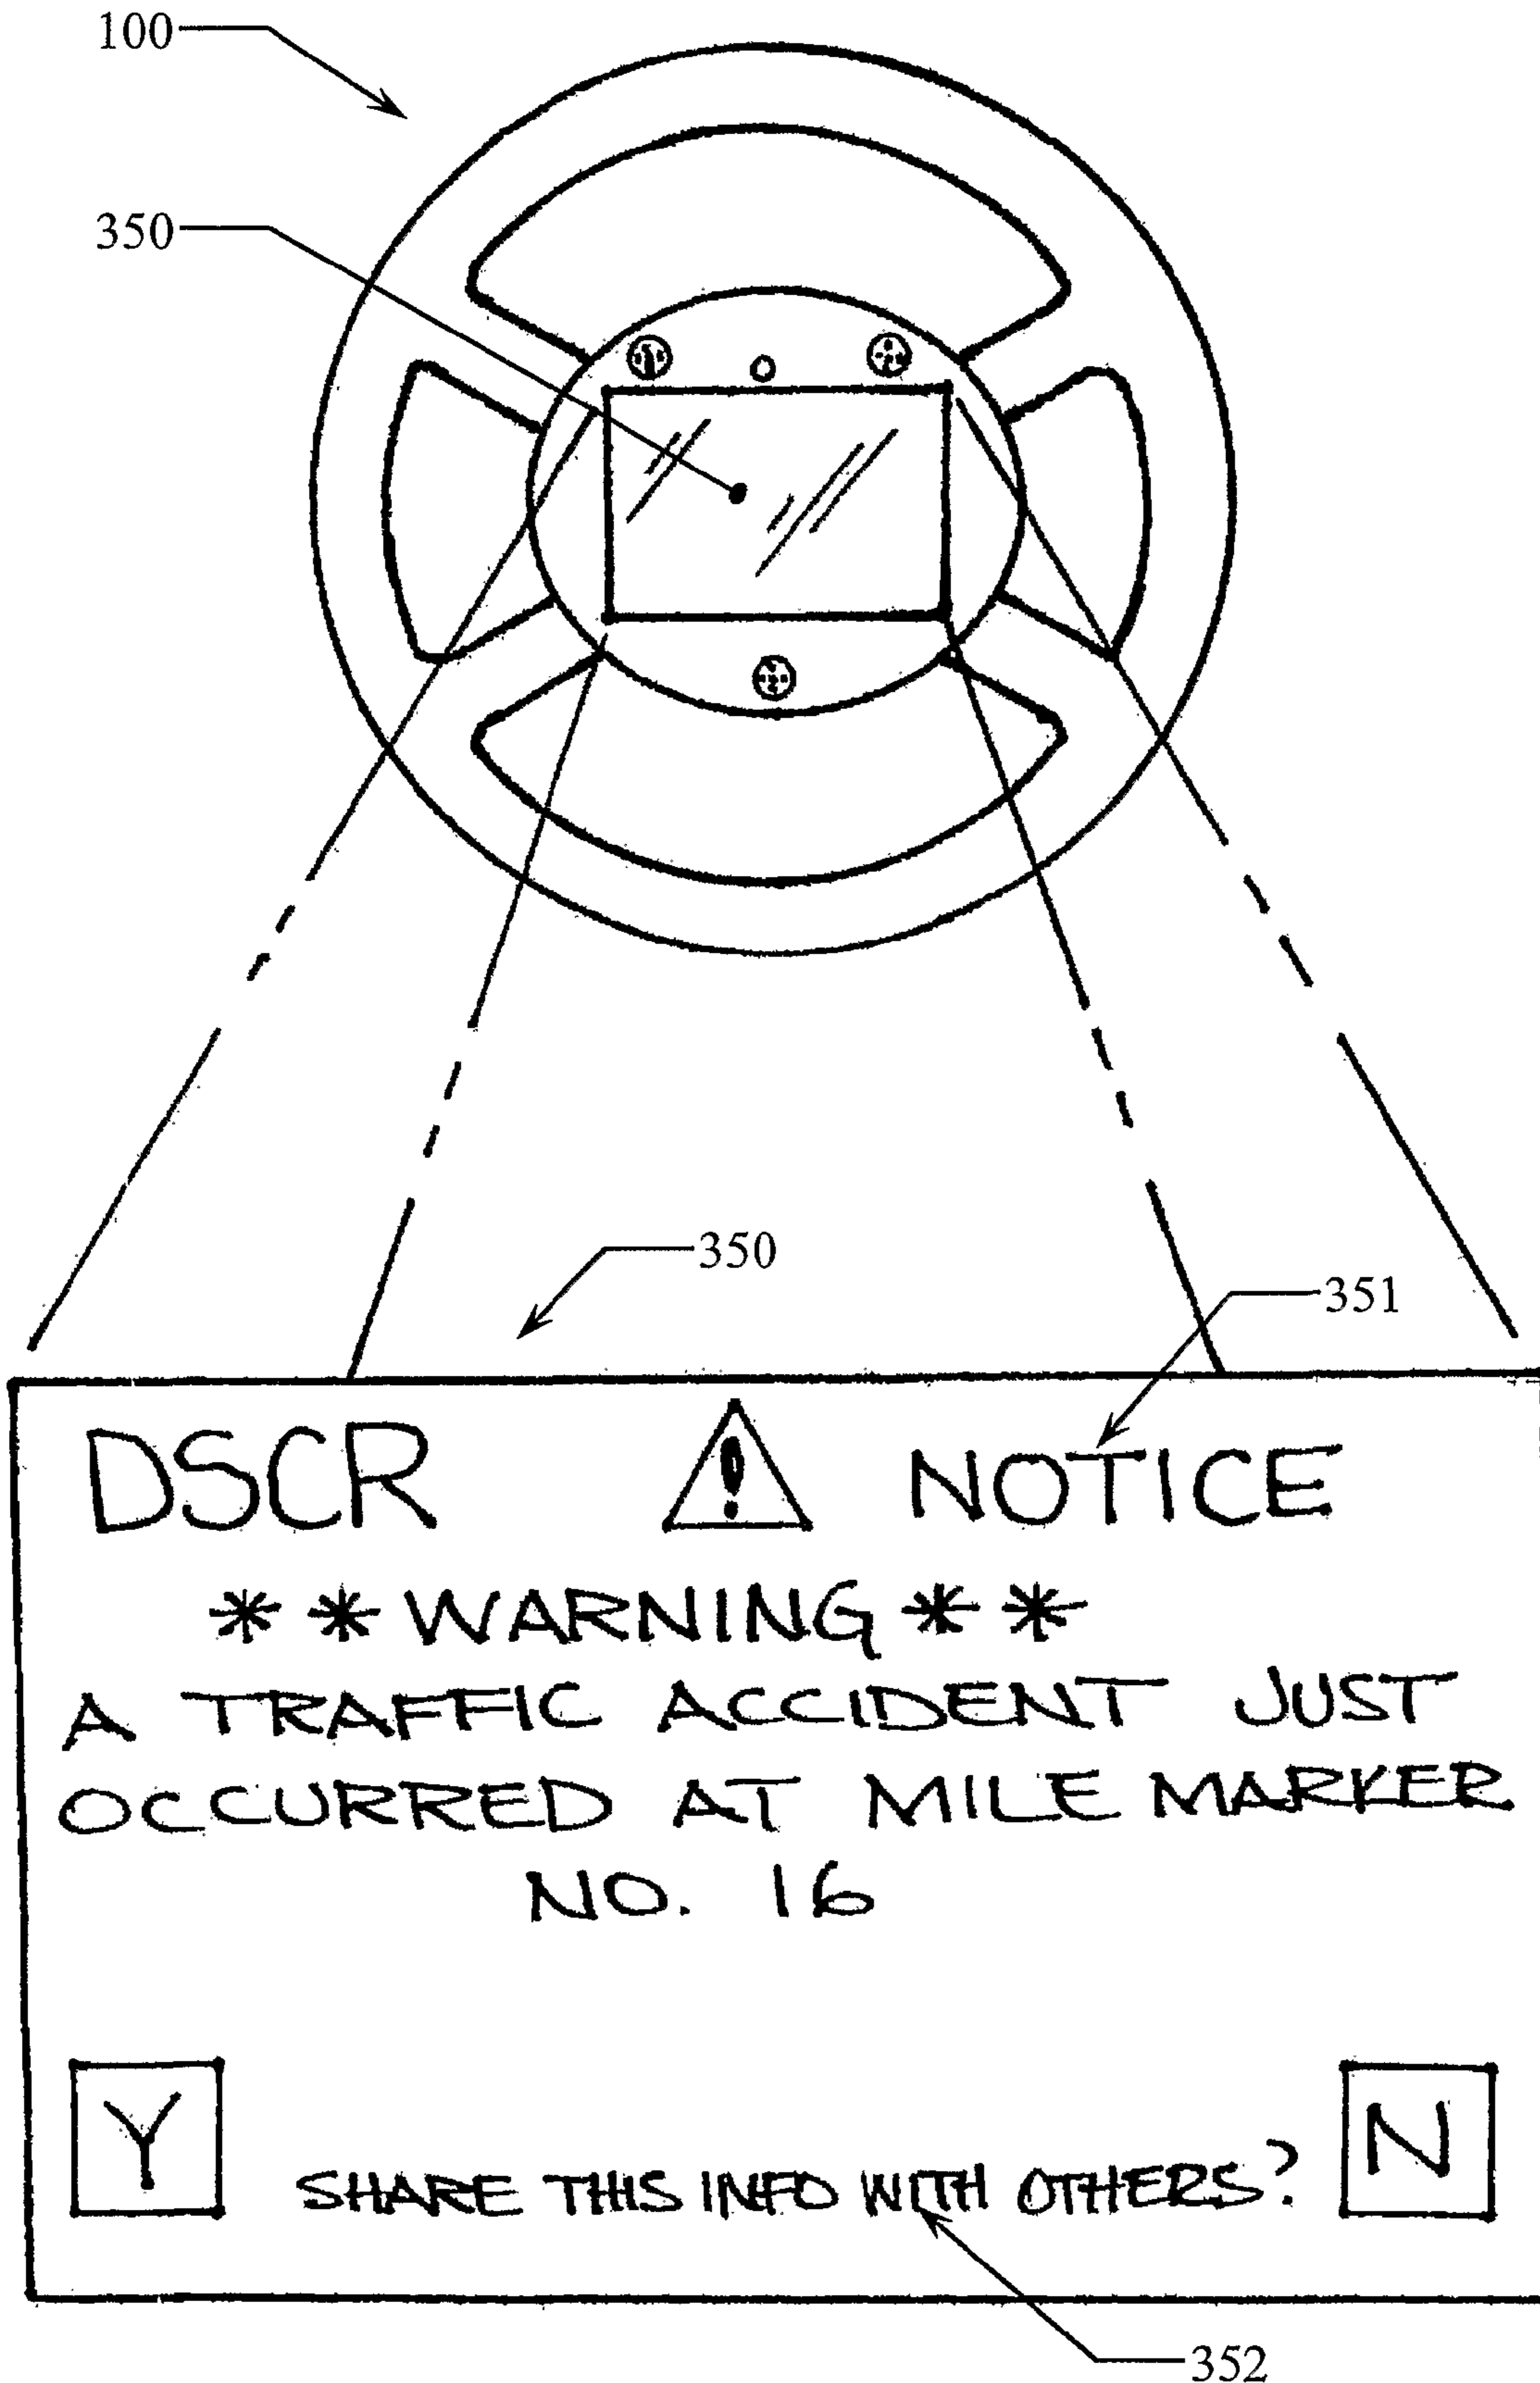 100
350
350
351
DSCR ! NOTICE
**WARNING**
A TRAFFIC ACCIDENT JUST
OCCURRED AT MILE MARKER
NO. 16
Y SHARE THIS INFO WITH OTHERS? N
352